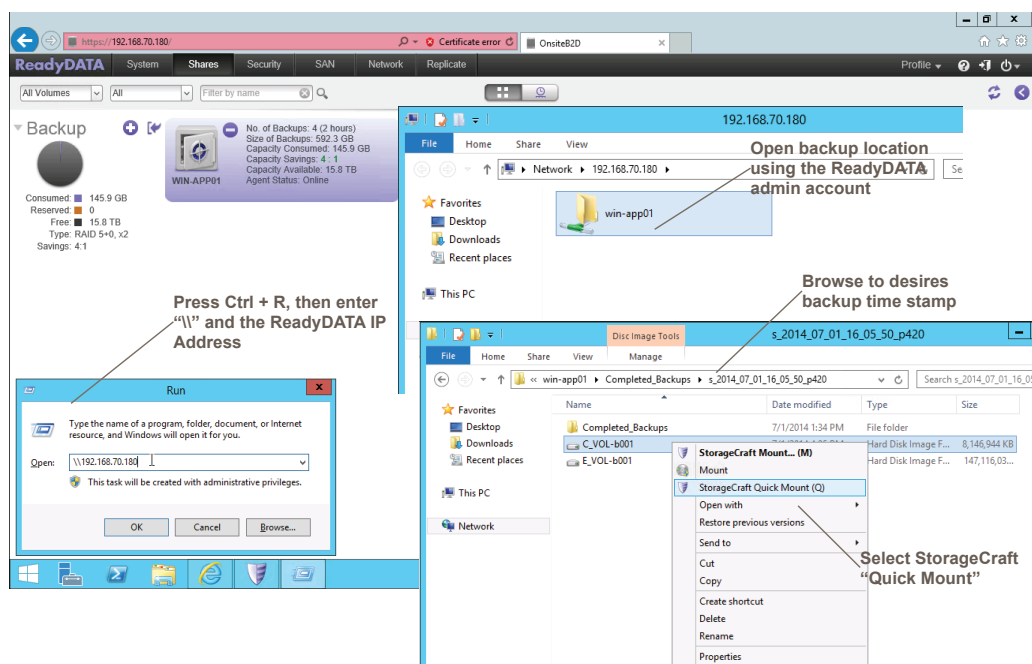 https://192.168.70.180/
Certificate error
OnsiteB2D
ReadyDATA System Shares Security SAN Network Replicate Profile
All Volumes All Filter by name
Backup
Consumed: 145.9 GB
Reserved: 0
Free: 15.8 TB
Type: RAID 5+0, x2
Savings: 4:1
WIN-APP01
No. of Backups: 4 (2 hours)
Size of Backups: 592.3 GB
Capacity Consumed: 145.9 GB
Capacity Savings: 4 : 1
Capacity Available: 15.8 TB
Agent Status: Online
192.168.70.180
File Home Share View
Network 192.168.70.180 Se
Favorites
Desktop
Downloads
Recent places
This PC
win-app01
Open backup location
using the ReadyDATA
admin account
Browse to desires
backup time stamp
Press Ctrl + R, then enter
“\\” and the ReadyDATA IP
Address
Run
Type the name of a program, folder, document, or Internet
resource, and Windows will open it for you.
Open: \\192.168.70.180
This task will be created with administrative privileges.
OK Cancel Browse...
Disc Image Tools s_2014_07_01_16_05_50_p420
File Home Share View Manage
« win-app01 Completed_Backups s_2014_07_01_16_05_50_p420 Search s_2014_07_01_16_05
Favorites
Desktop
Downloads
Recent places
This PC
Network
Name Date modified Type Size
Completed_Backups 7/1/2014 1:34 PM File folder
C_VOL-b001 Hard Disk Image F... 8,146,944 KB
E_VOL-b001 Hard Disk Image F... 147,116,03...
StorageCraft Mount... (M)
Mount
StorageCraft Quick Mount (Q)
Open with
Restore previous versions
Send to
Cut
Copy
Create shortcut
Delete
Rename
Properties
Select StorageCraft
“Quick Mount”